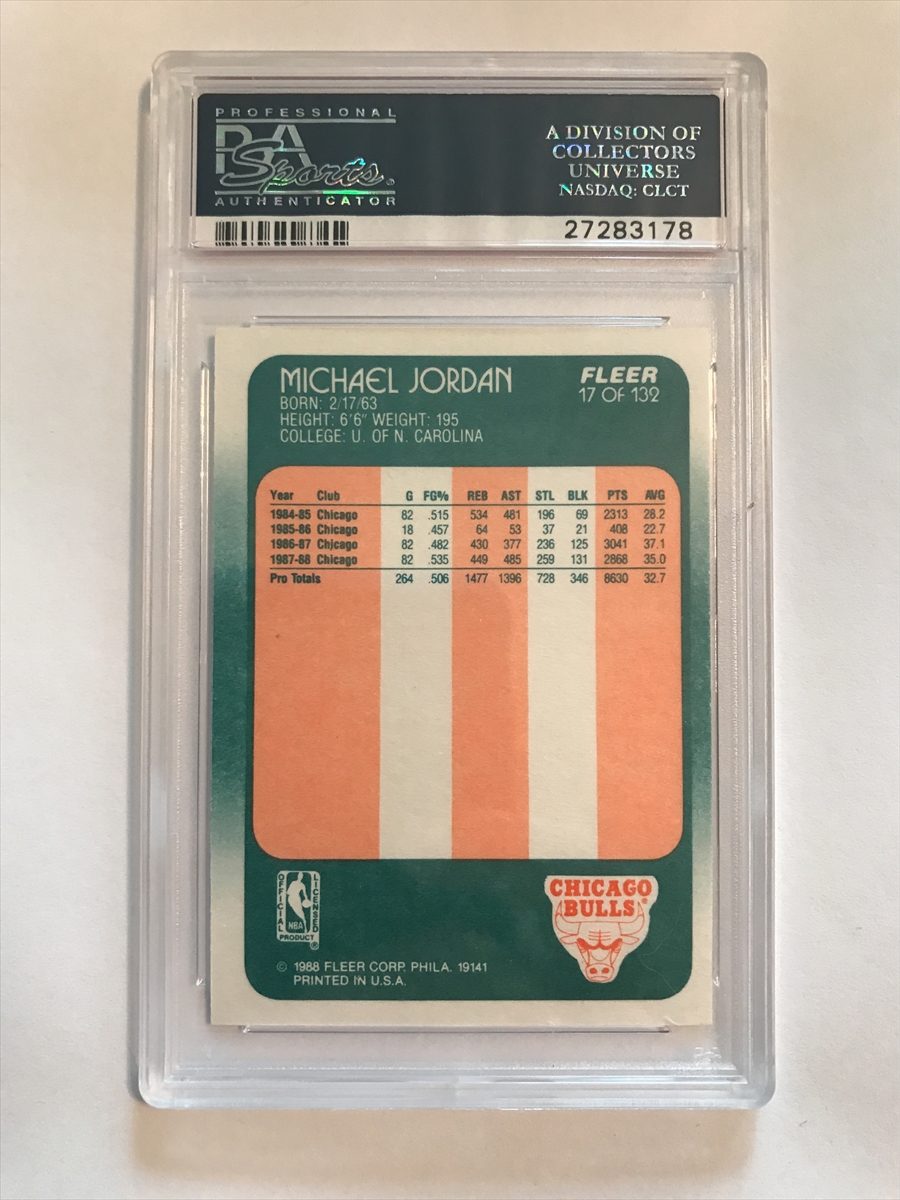 PROFESSIONAL
PSA
Sports®
AUTHENTICATOR
A DIVISION OF
COLLECTORS
UNIVERSE
NASDAQ: CLCT
27283178
MICHAEL JORDAN
BORN: 2/17/63
HEIGHT: 6'6" WEIGHT: 195
COLLEGE: U. OF N. CAROLINA
FLEER
17 OF 132
Year Club G FG% REB AST STL BLK PTS AVG
1984-85 Chicago 82 .515 534 481 196 69 2313 28.2
1985-86 Chicago 18 .457 64 53 37 21 408 22.7
1986-87 Chicago 82 .482 430 377 236 125 3041 37.1
1987-88 Chicago 82 .535 449 485 259 131 2868 35.0
Pro Totals 264 .506 1477 1396 728 346 8630 32.7
OFFICIAL
LICENSED
NBA
PRODUCT
®
CHICAGO
BULLS®
© 1988 FLEER CORP. PHILA. 19141
PRINTED IN U.S.A.